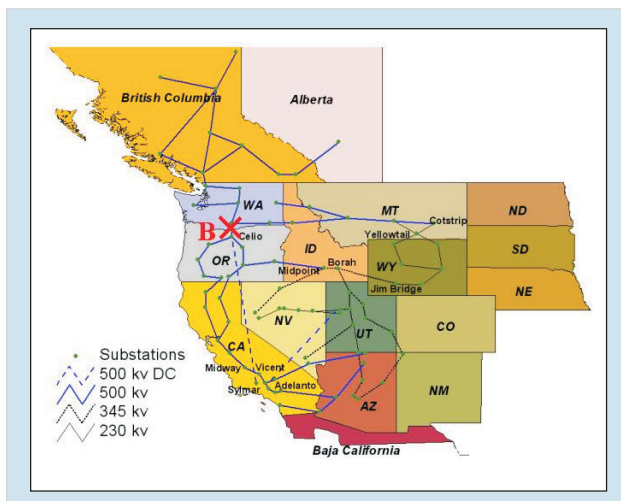 British Columbia
Alberta
WA
MT
ND
Cotstrip
B
Celio
Yellowtail
OR
ID
WY
SD
Midpoint
Borah
Jim Bridge
NE
NV
UT
CO
CA
Midway
Vicent
Sylmar
Adelanto
AZ
NM
Baja California
Substations
500 kv DC
500 kv
345 kv
230 kv